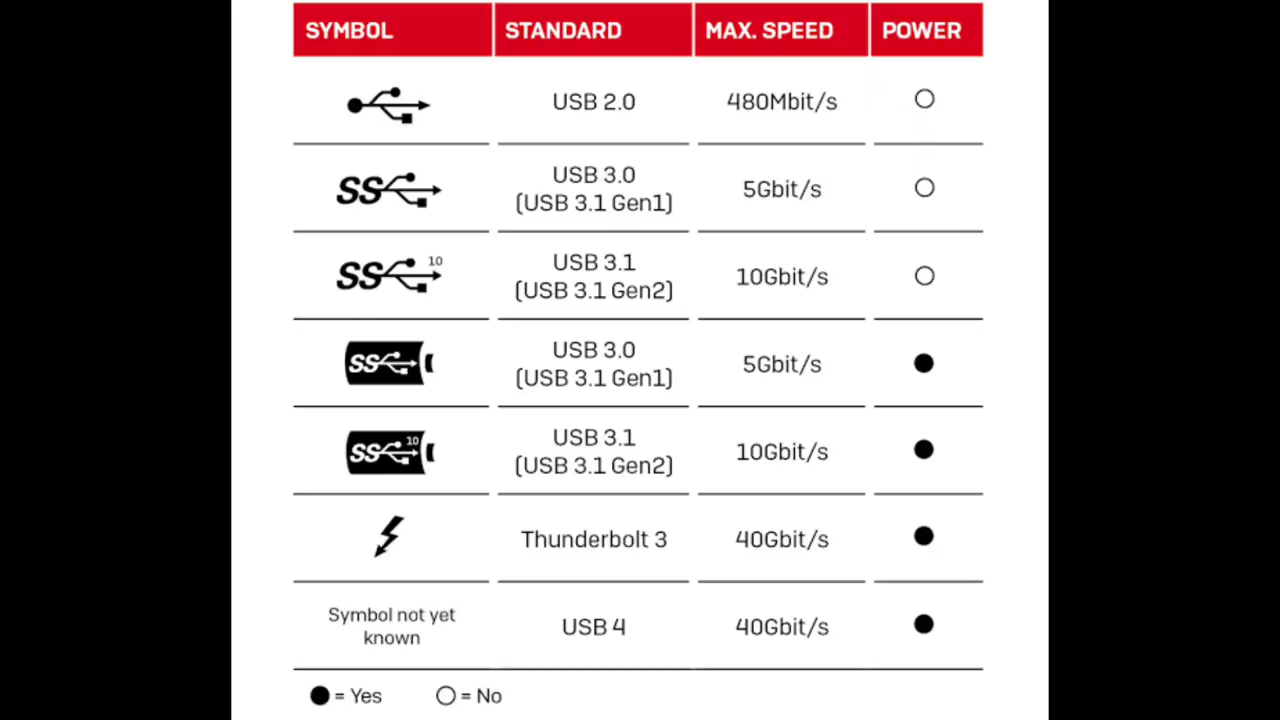 SYMBOL STANDARD MAX. SPEED POWER
USB 2.0 480Mbit/s
SS USB 3.0 5Gbit/s
(USB 3.1 Gen1)
SS 10 USB 3.1 10Gbit/s
(USB 3.1 Gen2)
SS USB 3.0 5Gbit/s
(USB 3.1 Gen1)
SS 10 USB 3.1 10Gbit/s
(USB 3.1 Gen2)
Thunderbolt 3 40Gbit/s
Symbol not yet
known USB 4 40Gbit/s
= Yes = No